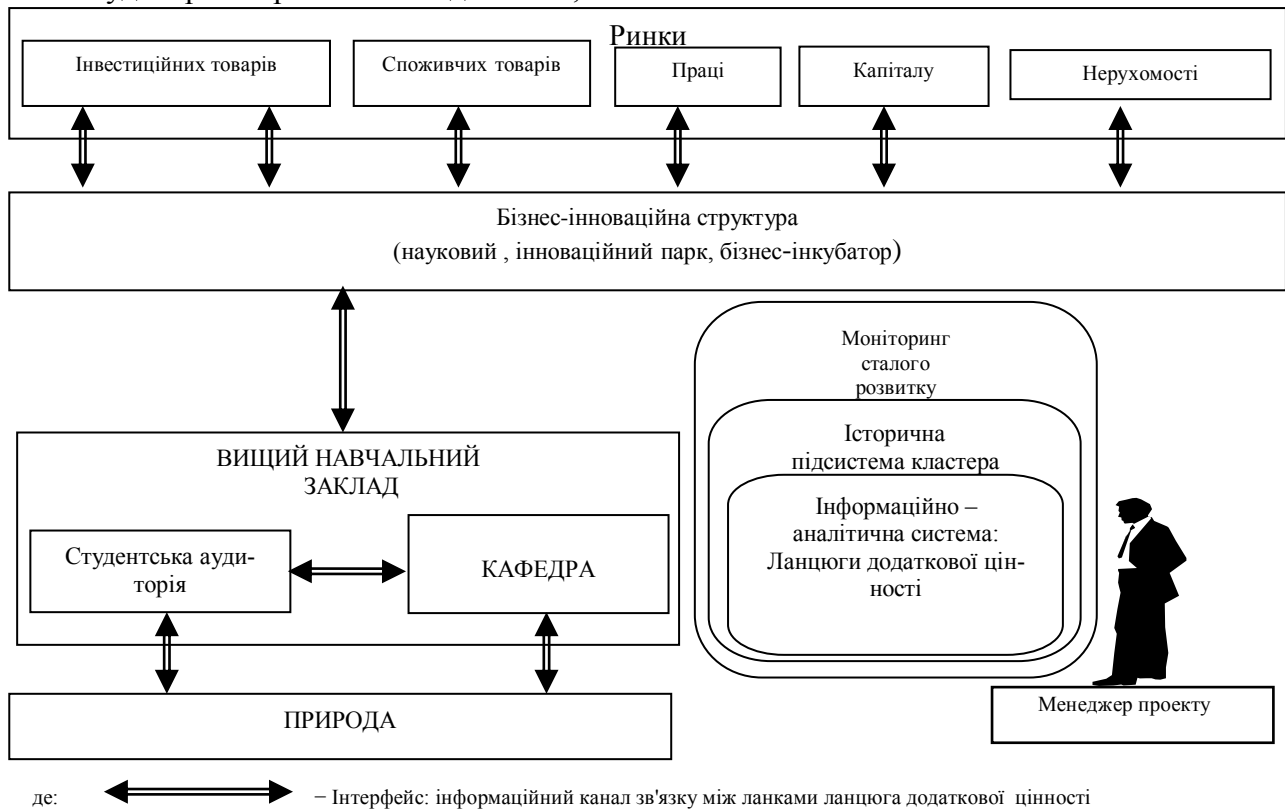 Ринки
Інвестиційних товарів
Споживчих товарів
Праці
Капіталу
Нерухомості
Бізнес-інноваційна структура
(науковий , інноваційний парк, бізнес-інкубатор)
Моніторинг
сталого
розвитку
Історична
підсистема кластера
Інформаційно –
аналітична система:
Ланцюги додаткової цін-
ності
ВИЩИЙ НАВЧАЛЬНИЙ
ЗАКЛАД
Студентська ауди-
торія
КАФЕДРА
ПРИРОДА
Менеджер проекту
де: – Інтерфейс: інформаційний канал зв'язку між ланками ланцюга додаткової цінності